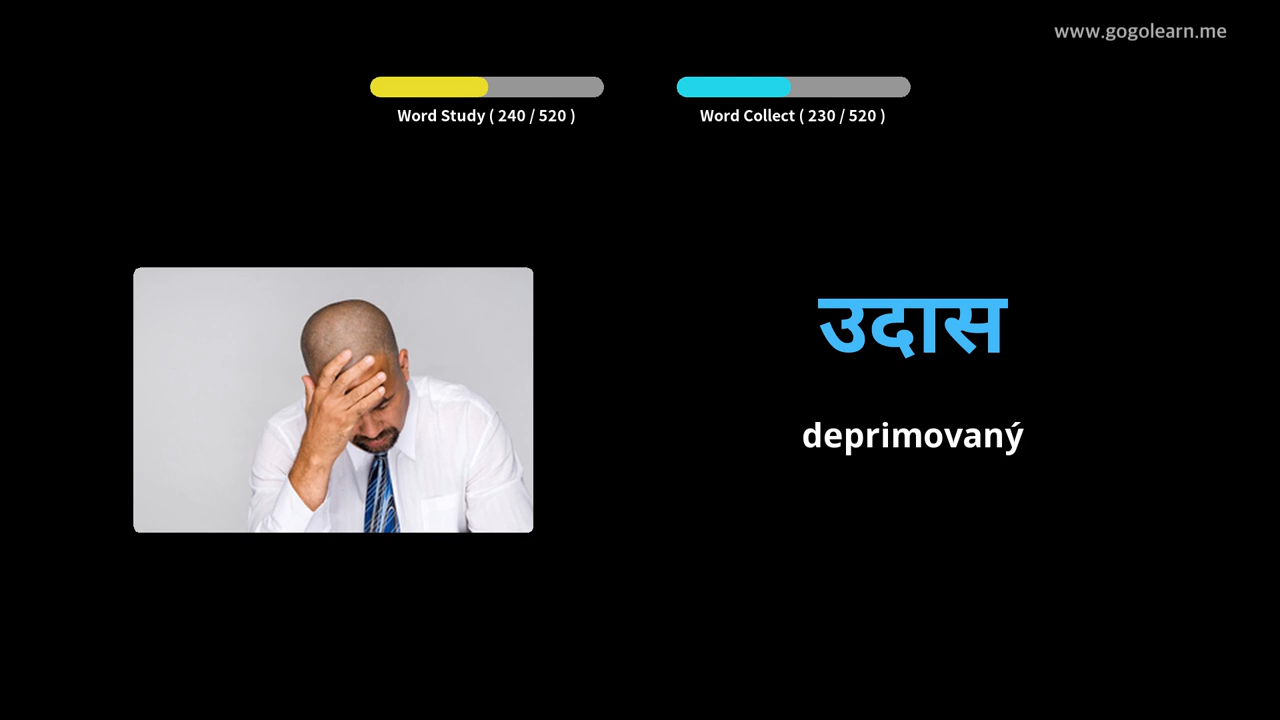 www.gogolearn.me
Word Study ( 240 / 520 )
Word Collect ( 230 / 520 )
उदास
deprimovaný